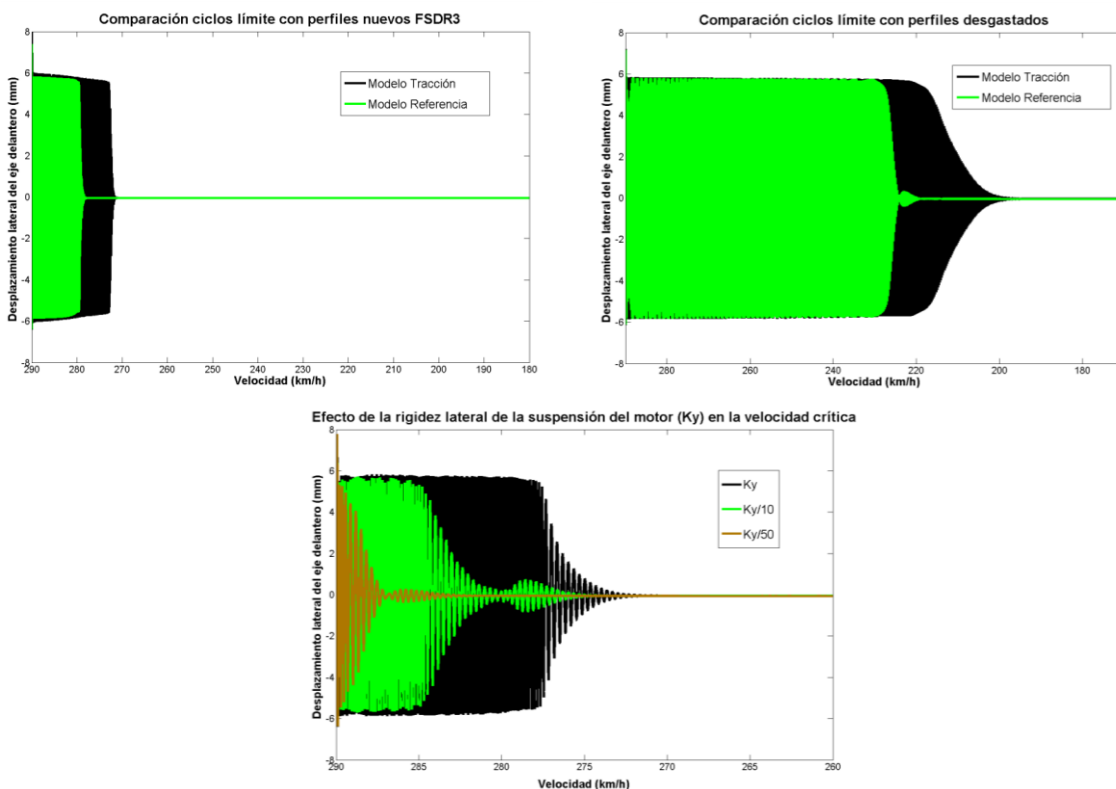 Comparación ciclos límite con perfiles nuevos FSDR3
Desplazamiento lateral del eje delantero (mm)
8
6
4
2
0
-2
-4
-6
-8
Modelo Tracción
Modelo Referencia
290 280 270 260 250 240 230 220 210 200 190 180
Velocidad (km/h)
Comparación ciclos límite con perfiles desgastados
Desplazamiento lateral del eje delantero (mm)
8
6
4
2
0
-2
-4
-6
-8
Modelo Tracción
Modelo Referencia
280 260 240 220 200 180
Velocidad (km/h)
Efecto de la rigidez lateral de la suspensión del motor (Ky) en la velocidad crítica
Desplazamiento lateral del eje delantero (mm)
8
6
4
2
0
-2
-4
-6
-8
Ky
Ky/10
Ky/50
290 285 280 275 270 265 260
Velocidad (km/h)